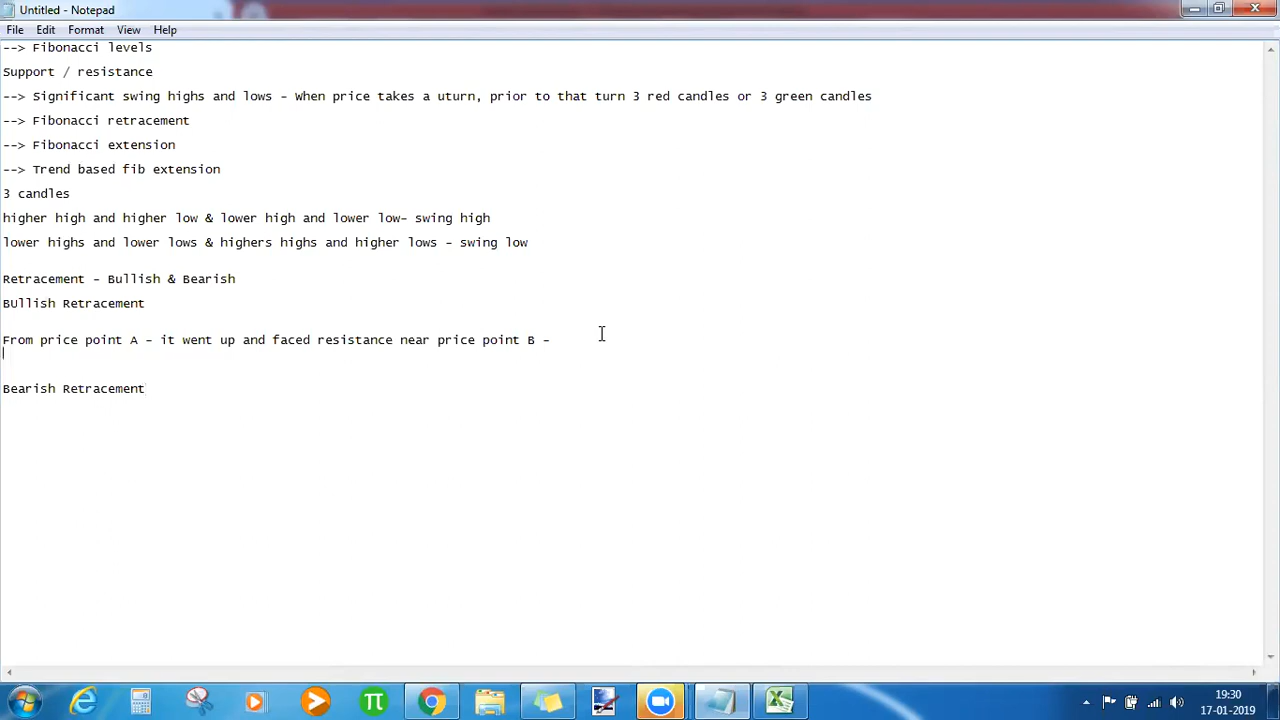 Untitled - Notepad
File Edit Format View Help
--> Fibonacci levels
Support / resistance
--> Significant swing highs and lows - When price takes a uturn, prior to that turn 3 red candles or 3 green candles
--> Fibonacci retracement
--> Fibonacci extension
--> Trend based fib extension
3 candles
higher high and higher low & lower high and lower low- swing high
lower highs and lower lows & highers highs and higher lows - swing low
Retracement - Bullish & Bearish
BUllish Retracement
From price point A - it went up and faced resistance near price point B -
Bearish Retracement
19:30
17-01-2019